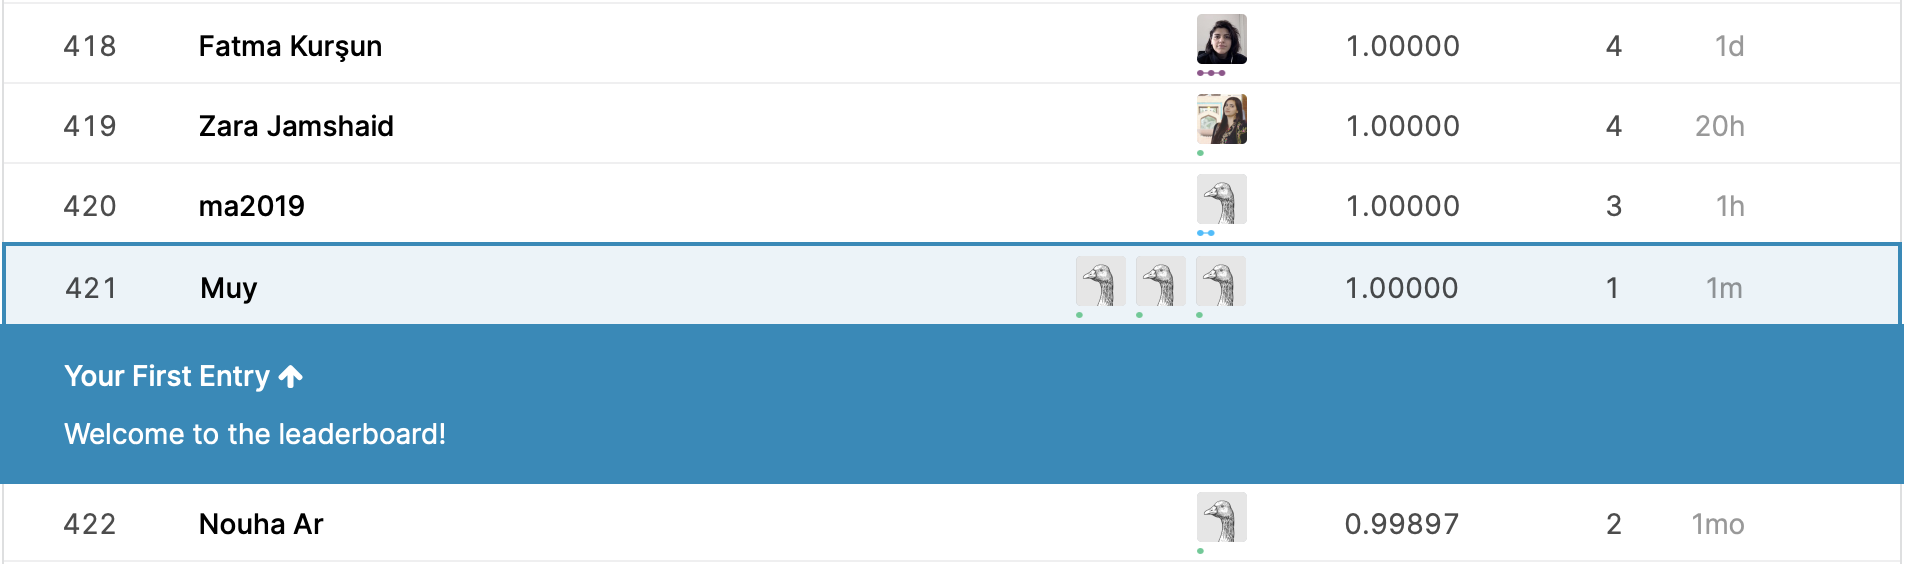 418 Fatma Kurşun 1.00000 4 1d
419 Zara Jamshaid 1.00000 4 20h
420 ma2019 1.00000 3 1h
421 Muy 1.00000 1 1m
Your First Entry ↑
Welcome to the leaderboard!
422 Nouha Ar 0.99897 2 1mo